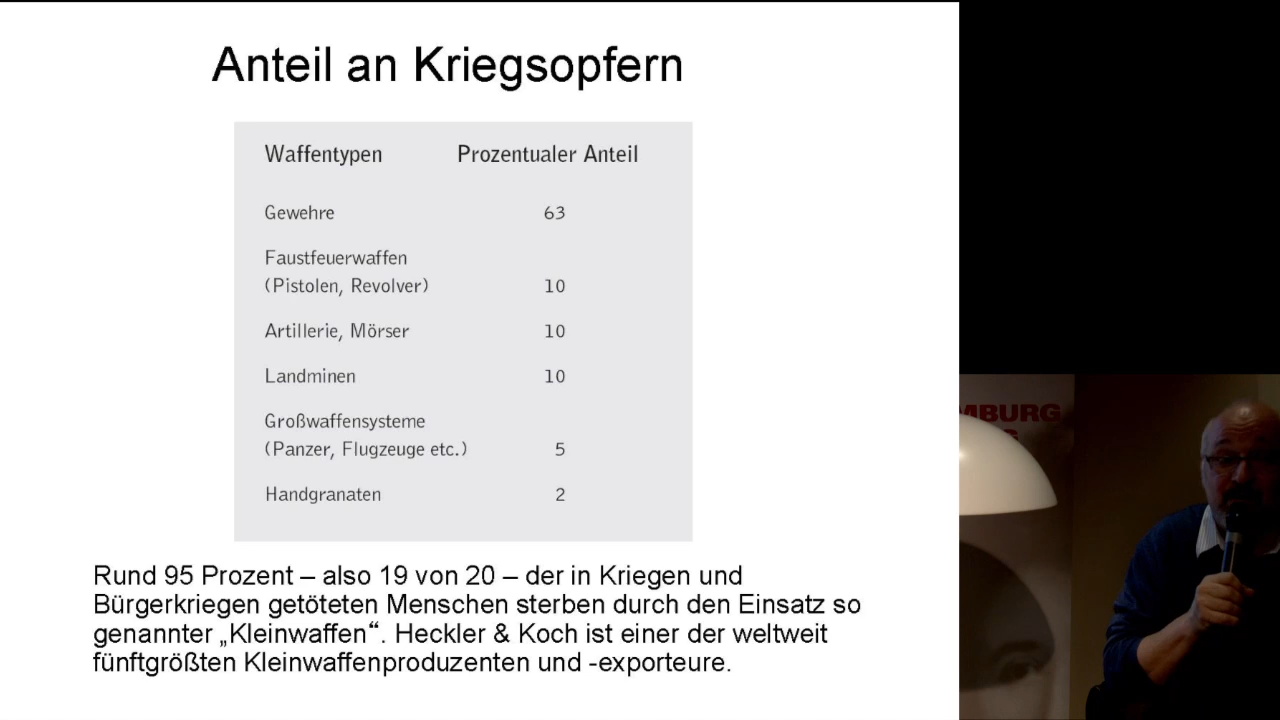 Anteil an Kriegsopfern
Waffentypen Prozentualer Anteil
Gewehre 63
Faustfeuerwaffen
(Pistolen, Revolver) 10
Artillerie, Mörser 10
Landminen 10
Großwaffensysteme
(Panzer, Flugzeuge etc.) 5
Handgranaten 2
Rund 95 Prozent – also 19 von 20 – der in Kriegen und
Bürgerkriegen getöteten Menschen sterben durch den Einsatz so
genannter „Kleinwaffen“. Heckler & Koch ist einer der weltweit
fünftgrößten Kleinwaffenproduzenten und -exporteure.
MBURG